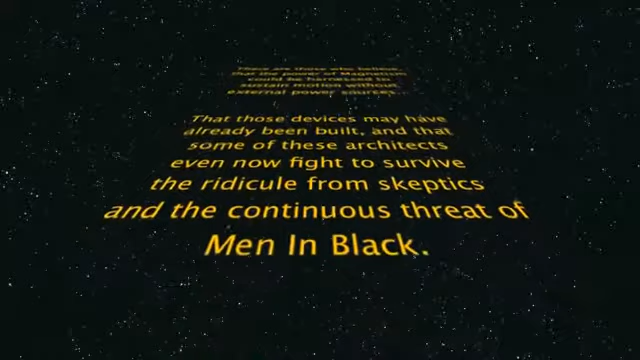 There are those who believe,
that the power of Magnetism
could be harnessed to
sustain motion without
external power sources...
That those devices may have
already been built, and that
some of these architects
even now fight to survive
the ridicule from skeptics
and the continuous threat of
Men In Black.